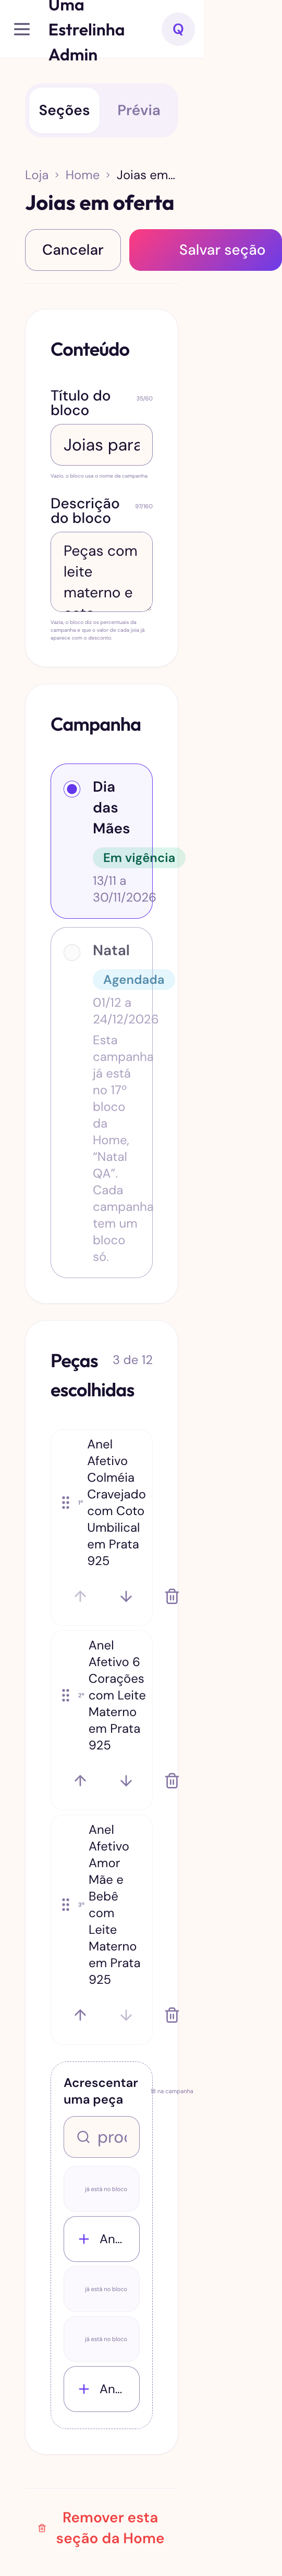 Uma
Estrelinha
Admin
Q
Seções
Prévia
Loja > Home > Joias em...
Joias em oferta
Cancelar
Salvar seção
Conteúdo
Título do
bloco
35/60
Joias para
Vazio, o bloco usa o nome da campanha.
Descrição
do bloco
97/160
Peças com
leite
materno e
Vazia, o bloco diz os percentuais da
campanha e que o valor de cada joia já
aparece com o desconto.
Campanha
Dia
das
Mães
Em vigência
13/11 a
30/11/2026
Natal
Agendada
01/12 a
24/12/2026
Esta
campanha
já está
no 17º
bloco
da
Home,
“Natal
QA”.
Cada
campanha
tem um
bloco
só.
Peças
escolhidas
3 de 12
Anel
Afetivo
Colméia
Cravejado
1º
com Coto
Umbilical
em Prata
925
Anel
Afetivo 6
Corações
2º
com Leite
Materno
em Prata
925
Anel
Afetivo
Amor
Mãe e
Bebê
3º
com
Leite
Materno
em Prata
925
Acrescentar
uma peça
na campanha
já está no bloco
An...
já está no bloco
já está no bloco
An...
Remover esta
seção da Home